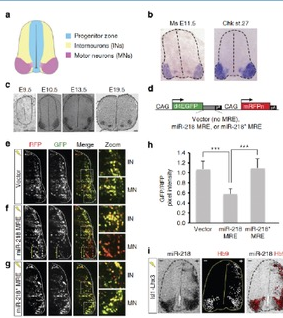 a
Progenitor zone
Interneurons (INs)
Motor neurons (MNs)
b
Ms E11.5
Chk st.27
c
E9.5
E10.5
E13.5
E19.5
d
CAG
d4EGFP
CAG
mRFPn
Vector (no MRE),
miR-218 MRE, or miR-218* MRE
e
RFP
GFP
Merge
Zoom
Vector
IN
MN
f
miR-218 MRE
IN
MN
g
miR-218* MRE
IN
MN
h
GFP/RFP
pixel intensity
1.4
1.2
1.0
0.8
0.6
0.4
0.2
0.0
***
***
Vector
miR-218
MRE
miR-218*
MRE
i
miR-218
Hb9
miR-218/Hb9
Isl1-Lhx3